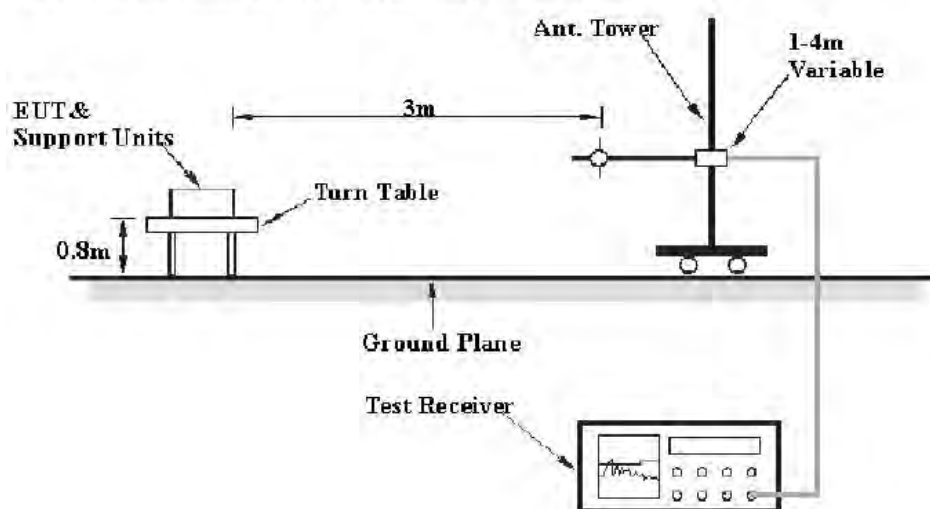 Ant. Tower
1-4m
Variable
EUT &
Support Units
3m
Turn Table
0.8m
Ground Plane
Test Receiver